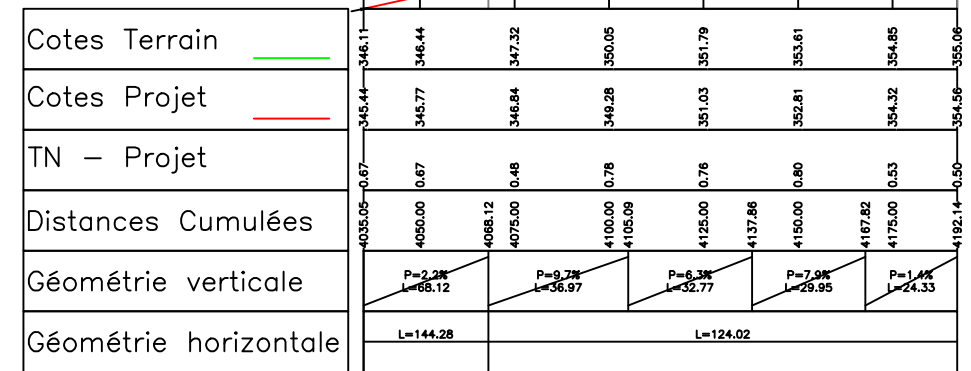 Cotes Terrain 346.11 346.44 347.32 350.05 351.79 353.61 354.85 355.06
Cotes Projet 345.44 345.77 346.84 349.28 351.03 352.81 354.32 354.56
TN - Projet 0.67 0.67 0.48 0.78 0.76 0.80 0.53 0.50
Distances Cumulées 4035.05 4050.00 4068.12 4075.00 4100.00 4105.09 4125.00 4137.86 4150.00 4167.82 4175.00 4192.14
Géométrie verticale
P=2.2% P=9.7% P=6.3% P=7.9% P=1.4%
L=68.12 L=36.97 L=32.77 L=29.95 L=24.33
Géométrie horizontale L=144.28 L=124.02